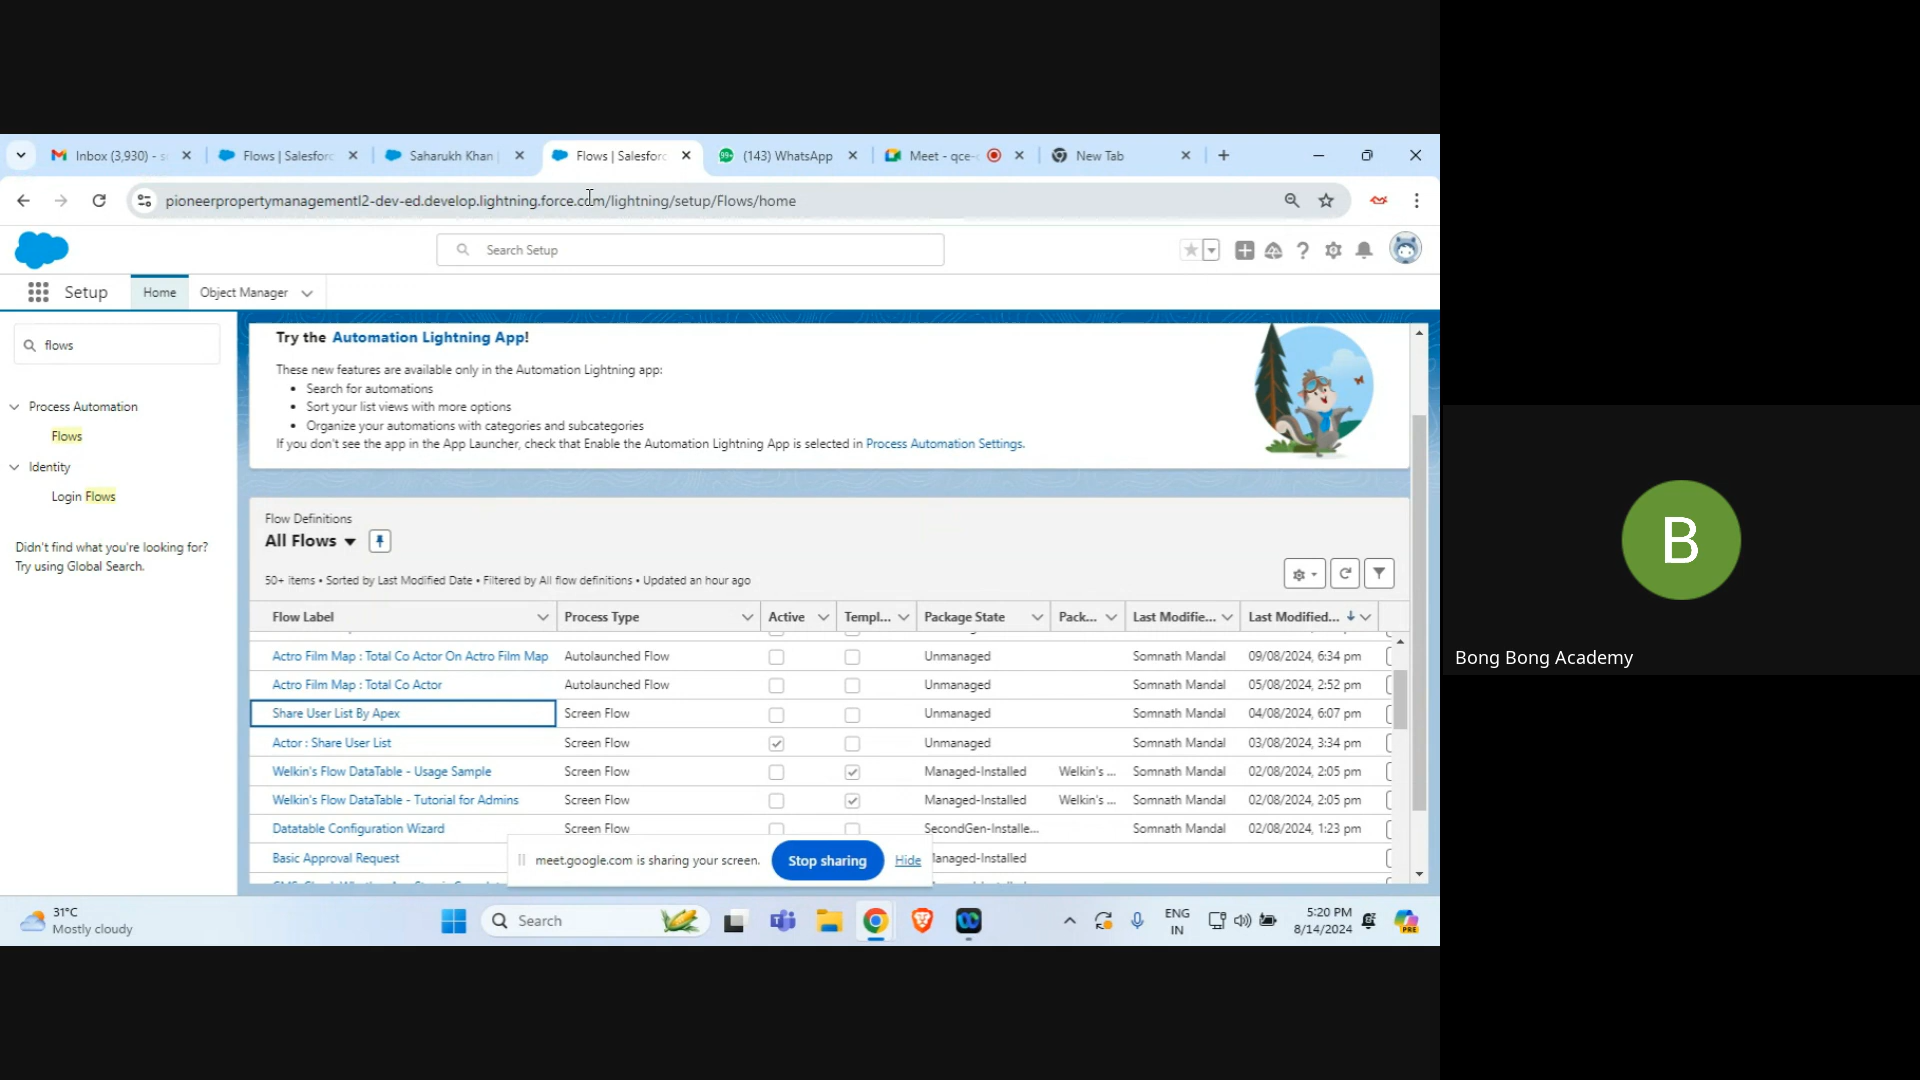 Inbox (3,930) - s
Flows | Salesforc
Saharukh Khan |
Flows | Salesforc
99+
(143) WhatsApp
Meet - qce-
New Tab
pioneerpropertymanagementl2-dev-ed.develop.lightning.force.com/lightning/setup/Flows/home
Search Setup
Setup
Home
Object Manager
flows
Process Automation
Flows
Identity
Login Flows
Didn't find what you're looking for?
Try using Global Search.
Try the Automation Lightning App!
These new features are available only in the Automation Lightning app:
• Search for automations
• Sort your list views with more options
• Organize your automations with categories and subcategories
If you don't see the app in the App Launcher, check that Enable the Automation Lightning App is selected in Process Automation Settings.
Flow Definitions
All Flows
50+ items • Sorted by Last Modified Date • Filtered by All flow definitions • Updated an hour ago
Flow Label Process Type Active Templ... Package State Pack... Last Modifie... Last Modified...
Actro Film Map : Total Co Actor On Actro Film Map Autolaunched Flow Unmanaged Somnath Mandal 09/08/2024, 6:34 pm
Actro Film Map : Total Co Actor Autolaunched Flow Unmanaged Somnath Mandal 05/08/2024, 2:52 pm
Share User List By Apex Screen Flow Unmanaged Somnath Mandal 04/08/2024, 6:07 pm
Actor : Share User List Screen Flow Unmanaged Somnath Mandal 03/08/2024, 3:34 pm
Welkin's Flow DataTable - Usage Sample Screen Flow Managed-Installed Welkin's ... Somnath Mandal 02/08/2024, 2:05 pm
Welkin's Flow DataTable - Tutorial for Admins Screen Flow Managed-Installed Welkin's ... Somnath Mandal 02/08/2024, 2:05 pm
Datatable Configuration Wizard Screen Flow SecondGen-Installe... Somnath Mandal 02/08/2024, 1:23 pm
Basic Approval Request anaged-Installed
meet.google.com is sharing your screen.
Stop sharing
Hide
31°C
Mostly cloudy
Search
ENG
IN
5:20 PM
8/14/2024
PRE
B
Bong Bong Academy